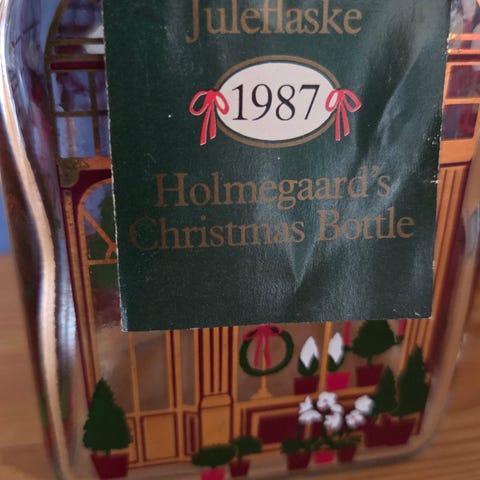 Juleflaske
1987
Holmegaard's
Christmas Bottle